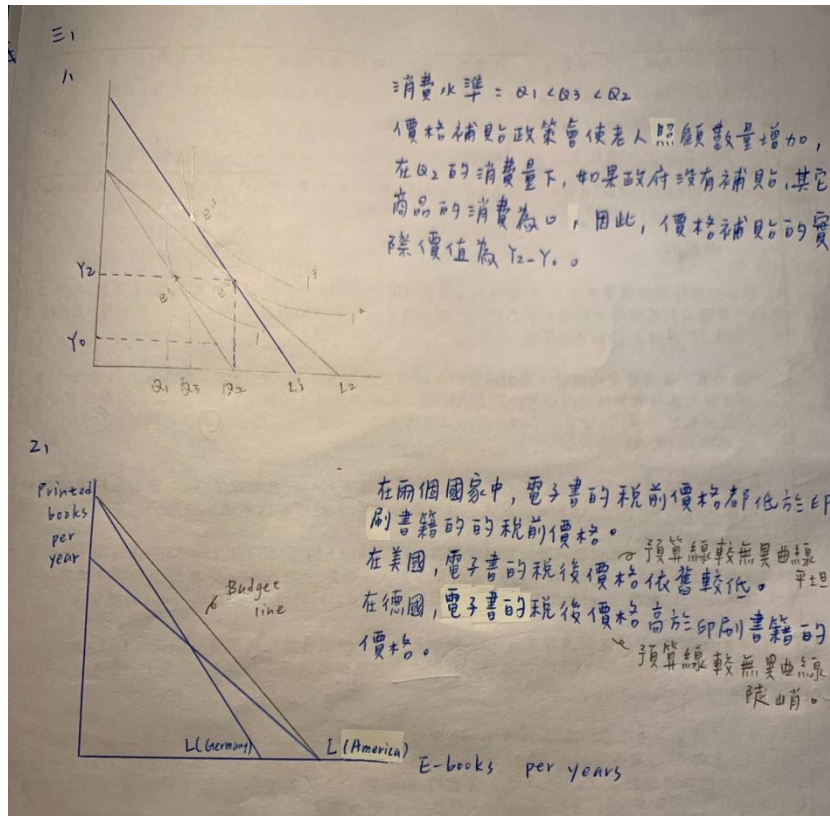 三、
1、
消費水準 = Q1 < Q3 < Q2
價格補貼政策會使老人照顧數量增加，
在Q2的消費量下，如果政府沒有補貼，其它
商品的消費為0，因此，價格補貼的實
際價值為 Y2-Y0。
e3
Y2
e1
e2
I3
I2
I1
Y0
Q1 Q3 Q2 L3 L2
2、
Printed
books
per
year
Budget
line
L(Germany)
L(America)
E-books per years
在兩個國家中，電子書的稅前價格都低於印
刷書籍的的稅前價格。
預算線較無異曲線
平坦
在美國，電子書的稅後價格依舊較低。
在德國，電子書的稅後價格高於印刷書籍的
價格。
預算線較無異曲線
陡峭。